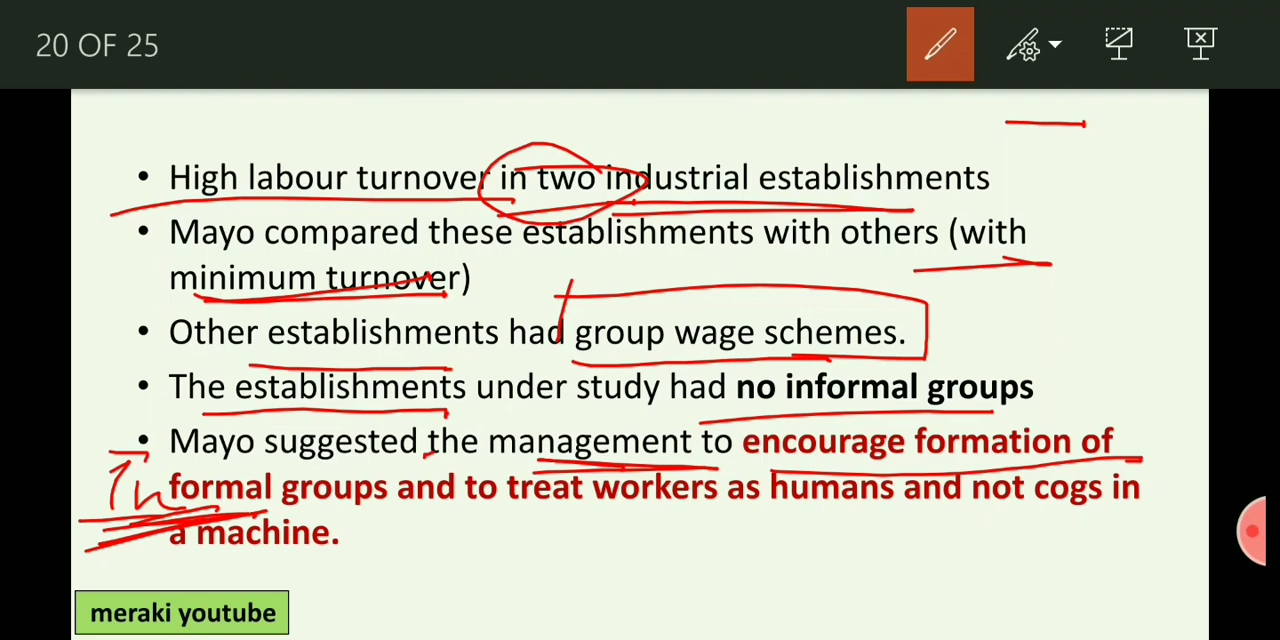 20 OF 25
• High labour turnover in two industrial establishments
• Mayo compared these establishments with others (with
minimum turnover)
• Other establishments had group wage schemes.
• The establishments under study had no informal groups
• Mayo suggested the management to encourage formation of
In
formal groups and to treat workers as humans and not cogs in
a machine.
meraki youtube